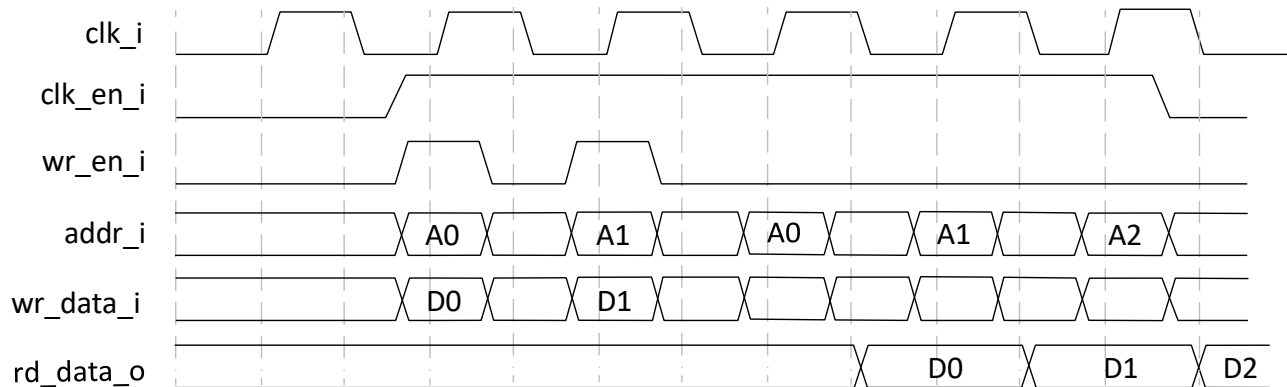 clk_i
clk_en_i
wr_en_i
addr_i A0 A1 A0 A1 A2
wr_data_i D0 D1
rd_data_o D0 D1 D2